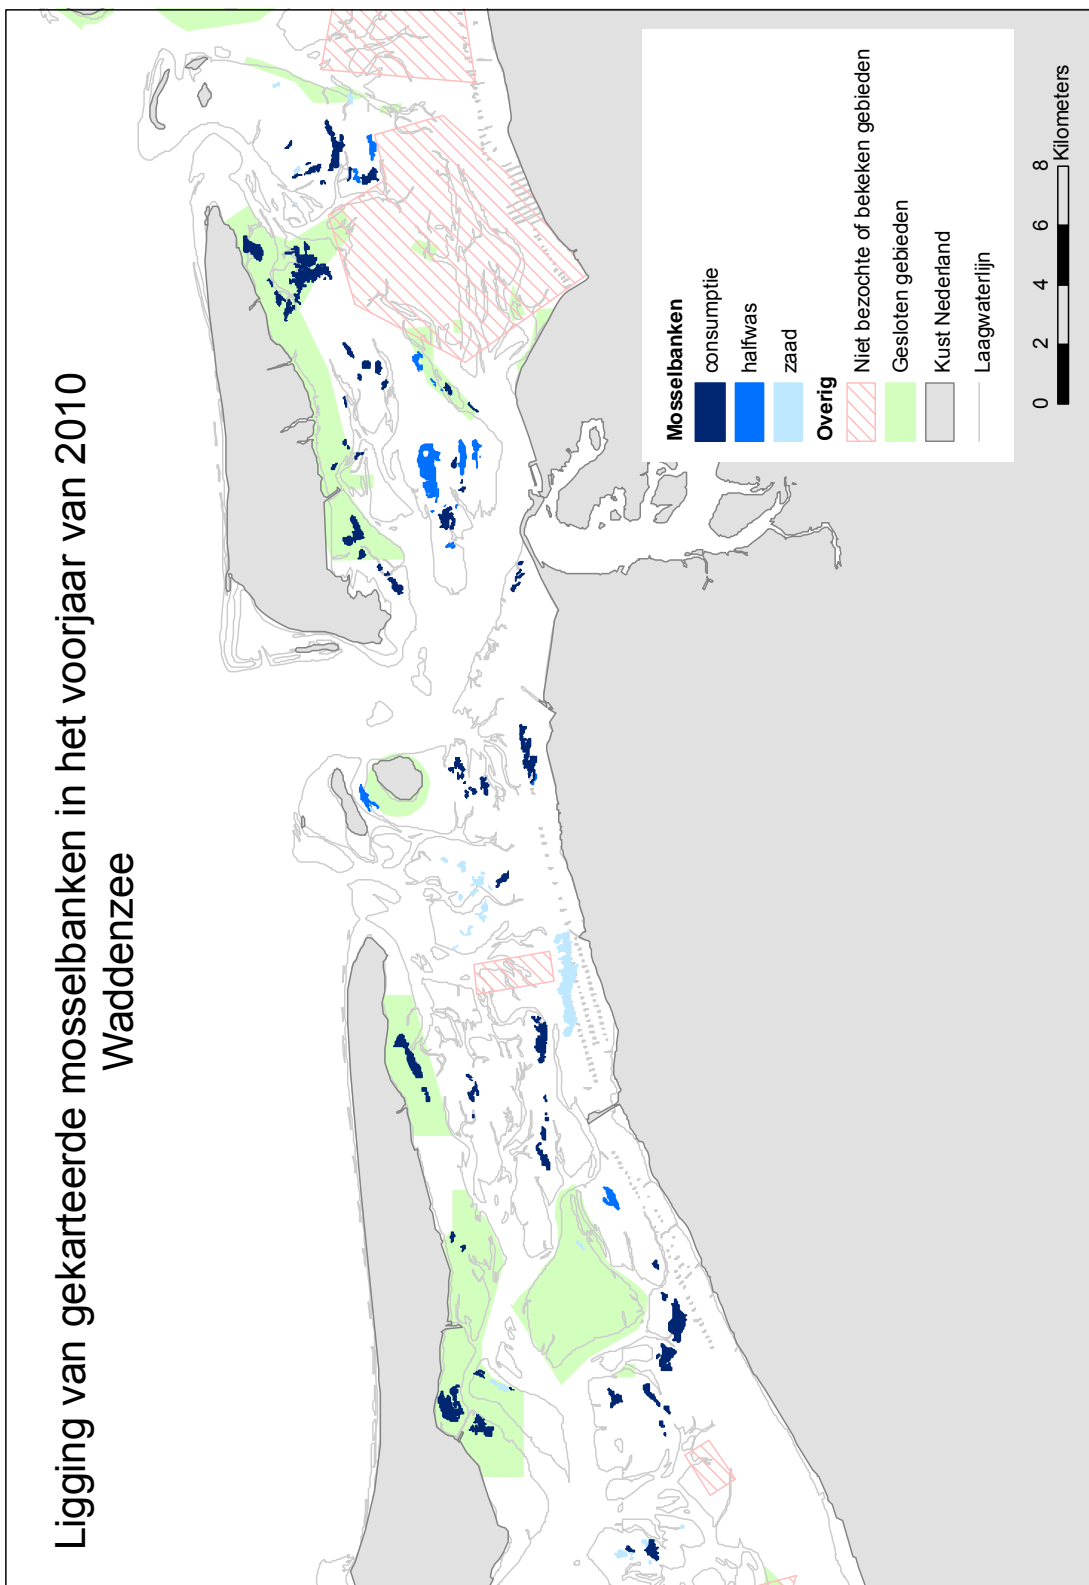 Ligging van gekarteerde mosselbanken in het voorjaar van 2010
Waddenzee
Mosselbanken
consumptie
halfwas
zaad
Overig
Niet bezochte of bekeken gebieden
Gesloten gebieden
Kust Nederland
Laagwaterlijn
0 2 4 6 8
Kilometers